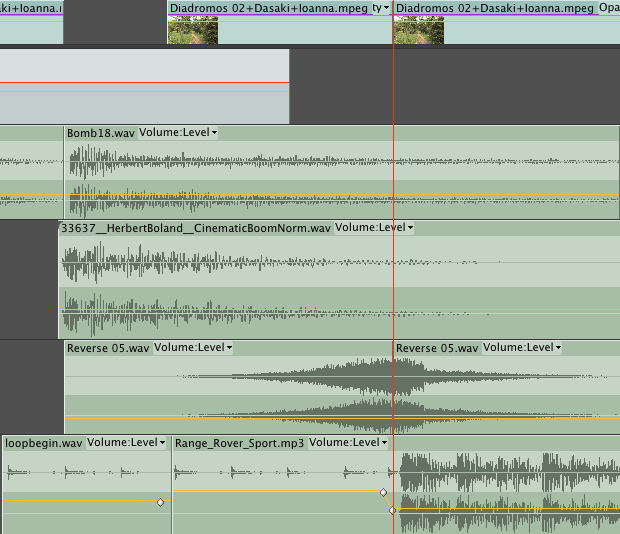 ki+Ioanna.
Diadromos 02+Dasaki+Ioanna.mpeg ty
Diadromos 02+Dasaki+Ioanna.mpeg Opa
Bomb18.wav Volume:Level
33637__HerbertBoland__CinematicBoomNorm.wav Volume:Level
Reverse 05.wav Volume:Level
Reverse 05.wav Volume:Level
loopbegin.wav Volume:Level
Range_Rover_Sport.mp3 Volume:Level